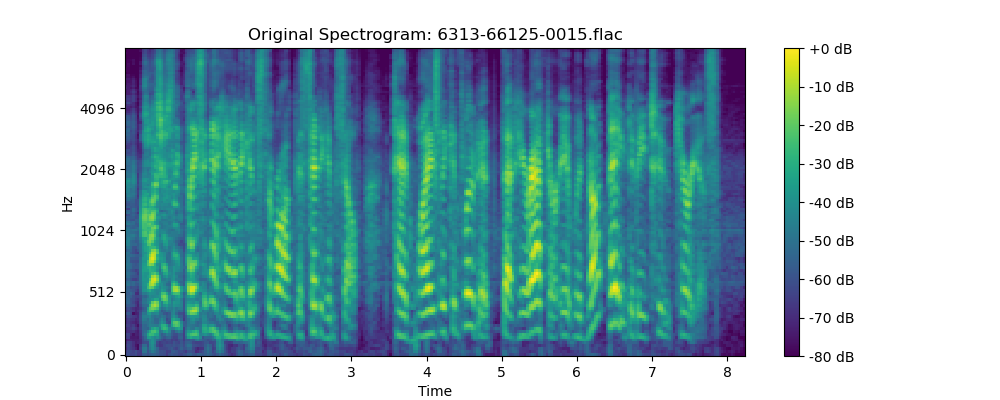 Original Spectrogram: 6313-66125-0015.flac
Hz
4096
2048
1024
512
0
0 1 2 3 4 5 6 7 8
Time
+0 dB
-10 dB
-20 dB
-30 dB
-40 dB
-50 dB
-60 dB
-70 dB
-80 dB